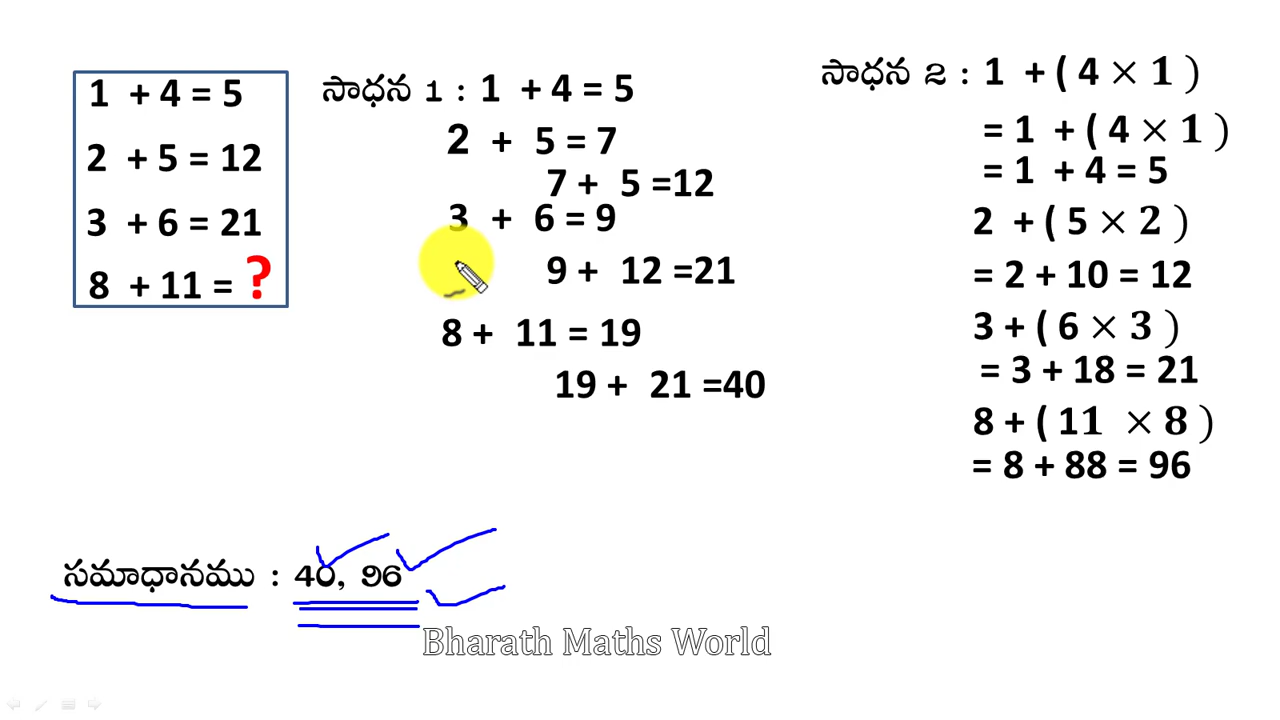 1 + 4 = 5
2 + 5 = 12
3 + 6 = 21
8 + 11 = ?
సాధన 1 : 1 + 4 = 5
2 + 5 = 7
7 + 5 =12
3 + 6 = 9
9 + 12 =21
8 + 11 = 19
19 + 21 =40
సాధన 2 : 1 + ( 4 × 1 )
= 1 + ( 4 × 1 )
= 1 + 4 = 5
2 + ( 5 × 2 )
= 2 + 10 = 12
3 + ( 6 × 3 )
= 3 + 18 = 21
8 + ( 11 × 8 )
= 8 + 88 = 96
సమాధానము : 40, 96
Bharath Maths World